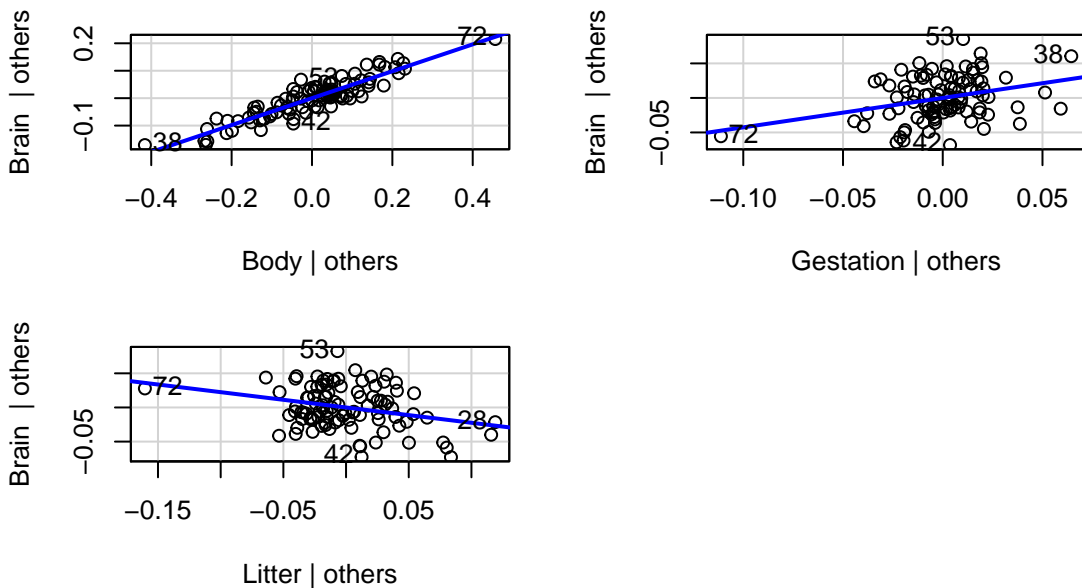 Brain | others
0.2
−0.1
72
53
42
38
−0.4 −0.2 0.0 0.2 0.4
Body | others
Brain | others
−0.05
53
38
72
42
−0.10 −0.05 0.00 0.05
Gestation | others
Brain | others
−0.05
53
72
28
42
−0.15 −0.05 0.05
Litter | others